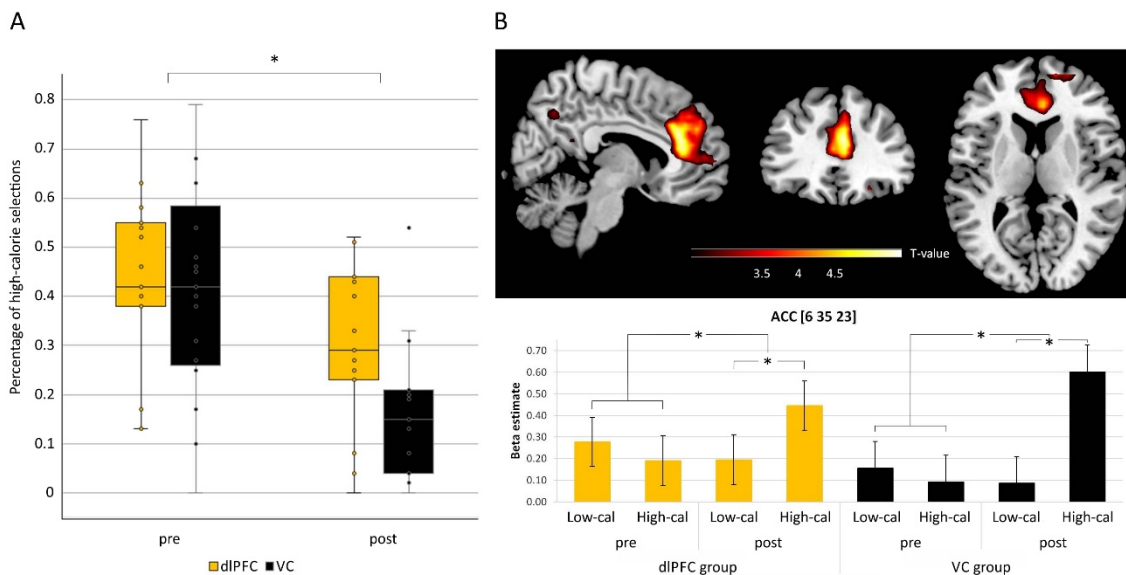 A
*
0.8
0.7
0.6
0.5
0.4
0.3
0.2
0.1
0
Percentage of high-calorie selections
pre
post
dlPFC
VC
B
T-value
3.5
4
4.5
ACC [6 35 23]
*
*
*
*
0.70
0.60
0.50
0.40
0.30
0.20
0.10
0.00
Beta estimate
Low-cal
High-cal
Low-cal
High-cal
Low-cal
High-cal
Low-cal
High-cal
pre
post
pre
post
dlPFC group
VC group